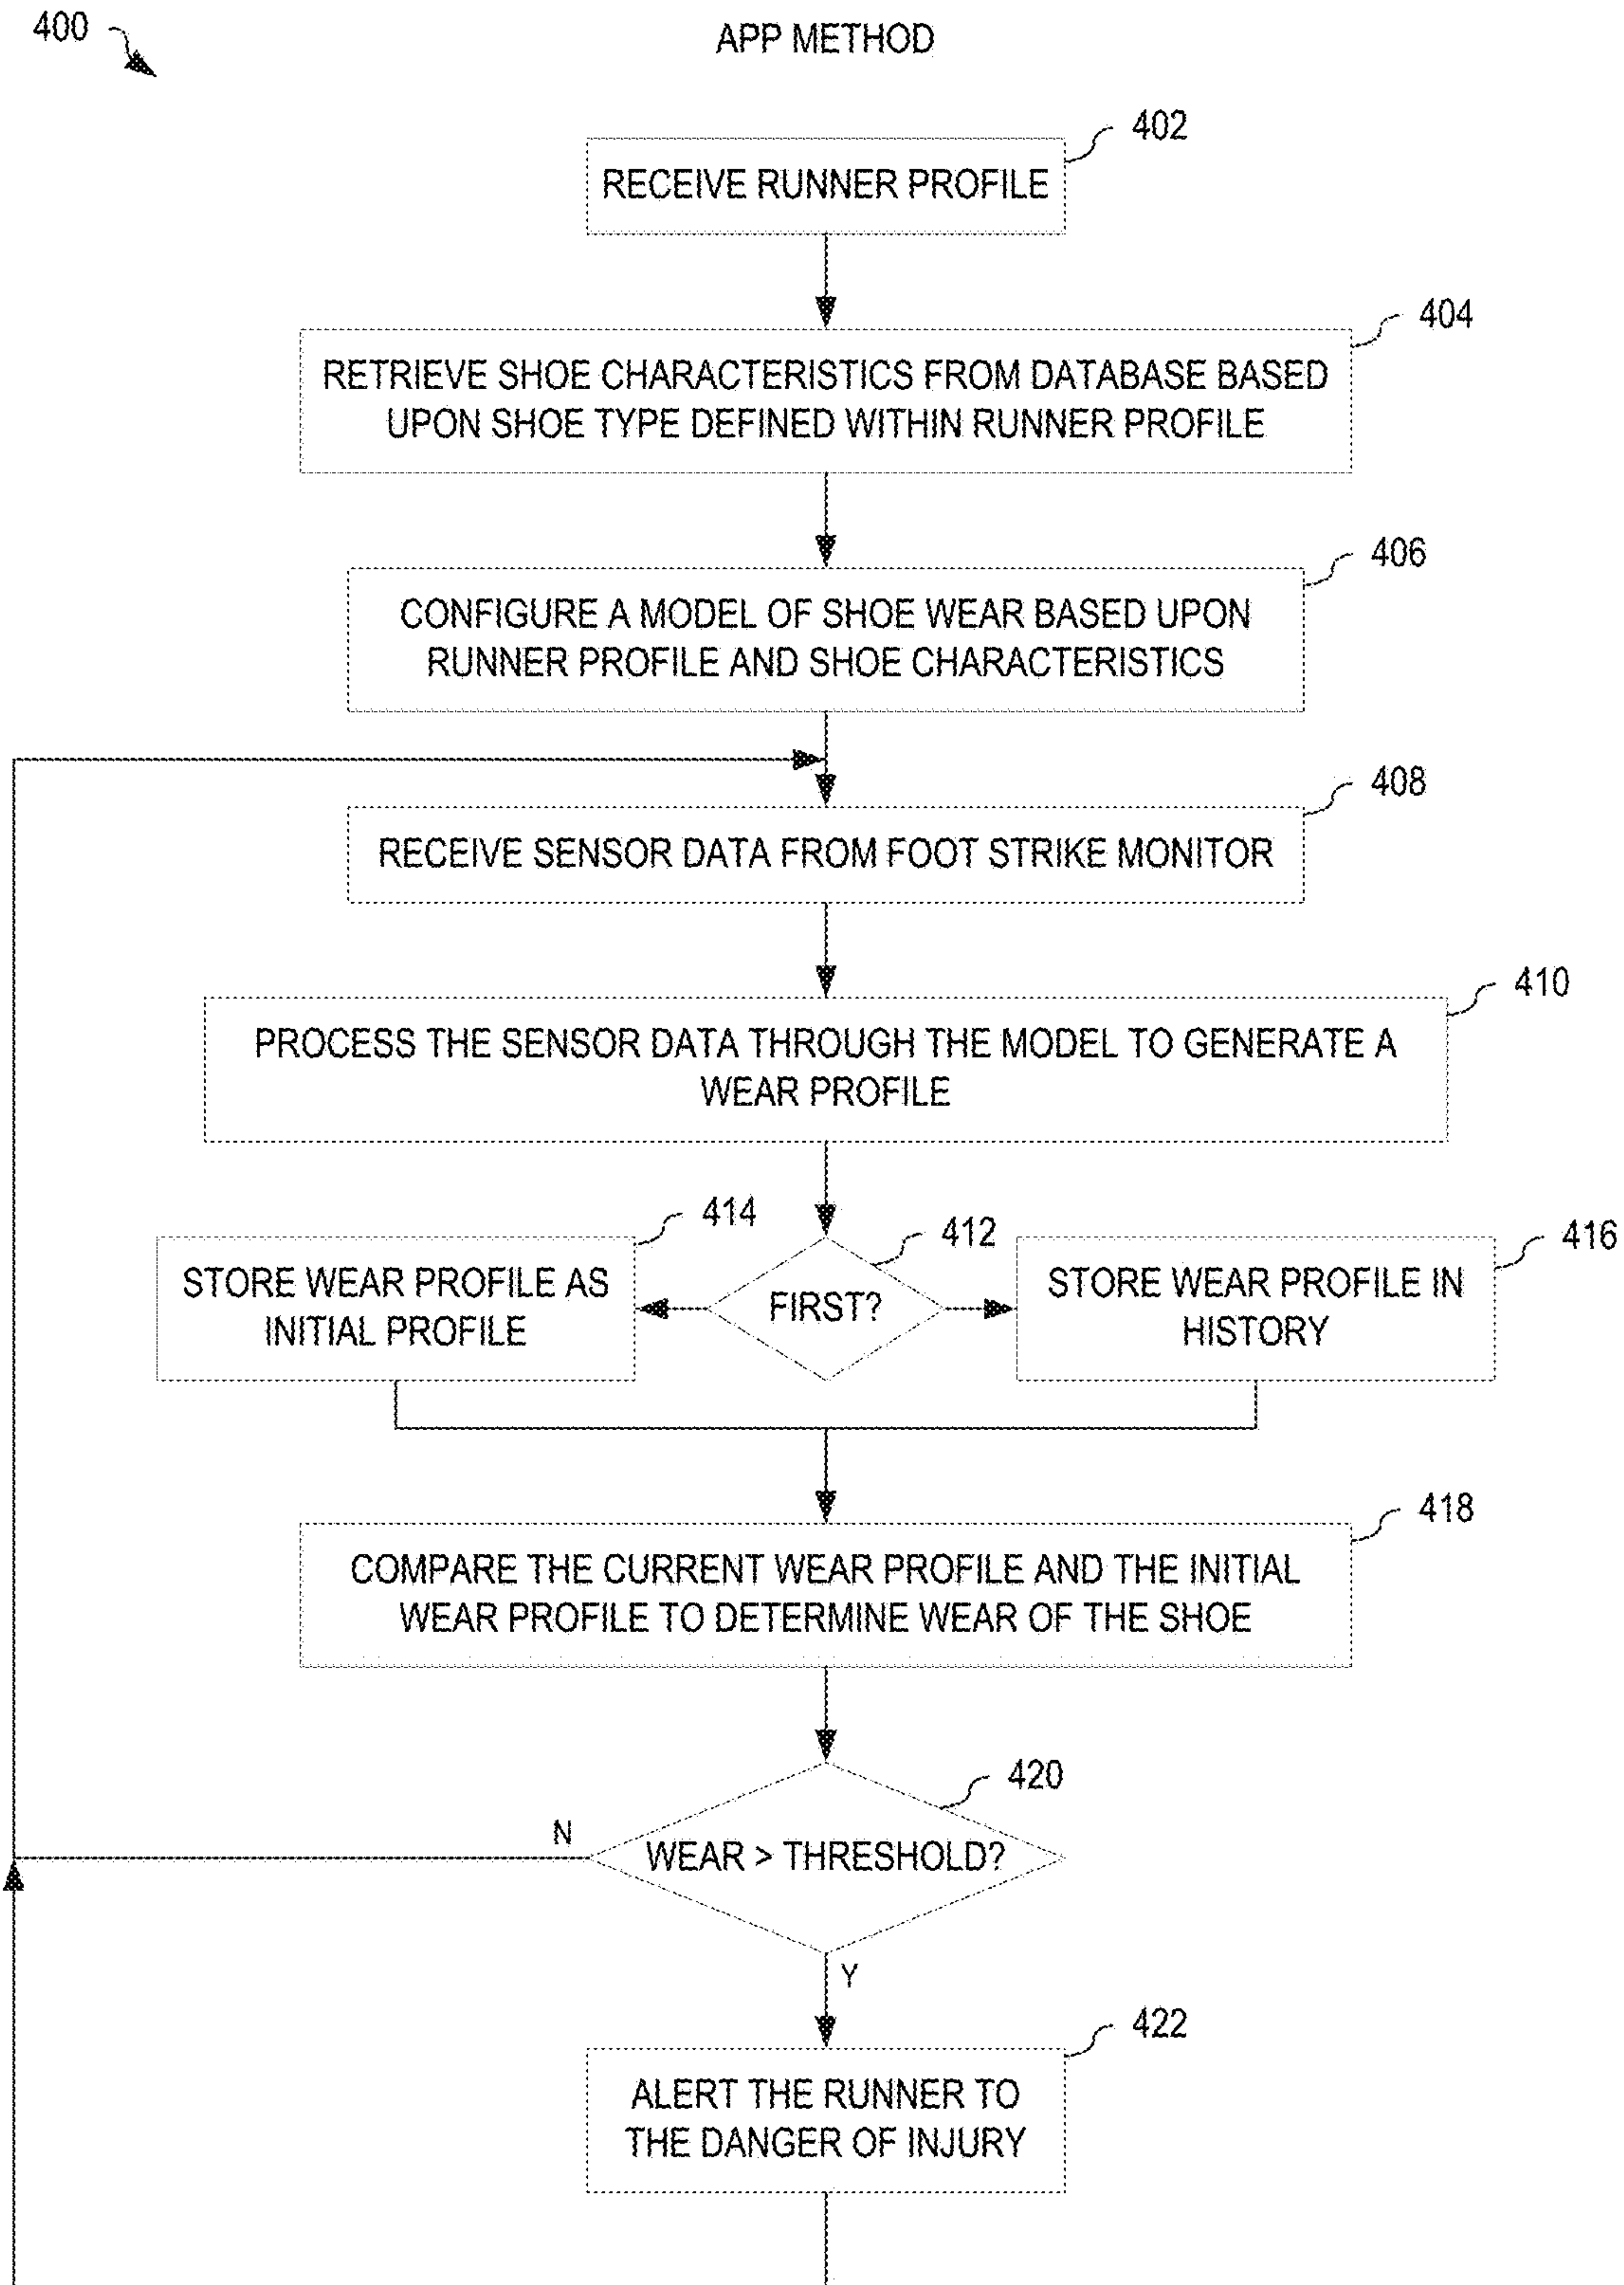 400
APP METHOD
402
RECEIVE RUNNER PROFILE
404
RETRIEVE SHOE CHARACTERISTICS FROM DATABASE BASED
UPON SHOE TYPE DEFINED WITHIN RUNNER PROFILE
406
CONFIGURE A MODEL OF SHOE WEAR BASED UPON
RUNNER PROFILE AND SHOE CHARACTERISTICS
408
RECEIVE SENSOR DATA FROM FOOT STRIKE MONITOR
410
PROCESS THE SENSOR DATA THROUGH THE MODEL TO GENERATE A
WEAR PROFILE
414
STORE WEAR PROFILE AS
INITIAL PROFILE
412
FIRST?
416
STORE WEAR PROFILE IN
HISTORY
418
COMPARE THE CURRENT WEAR PROFILE AND THE INITIAL
WEAR PROFILE TO DETERMINE WEAR OF THE SHOE
420
N
WEAR > THRESHOLD?
Y
422
ALERT THE RUNNER TO
THE DANGER OF INJURY